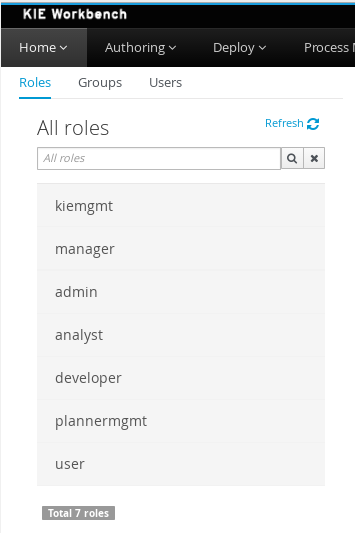 KIE Workbench
Home Authoring Deploy Process
Roles Groups Users
All roles Refresh
All roles
kiemgmt
manager
admin
analyst
developer
plannermgmt
user
Total 7 roles